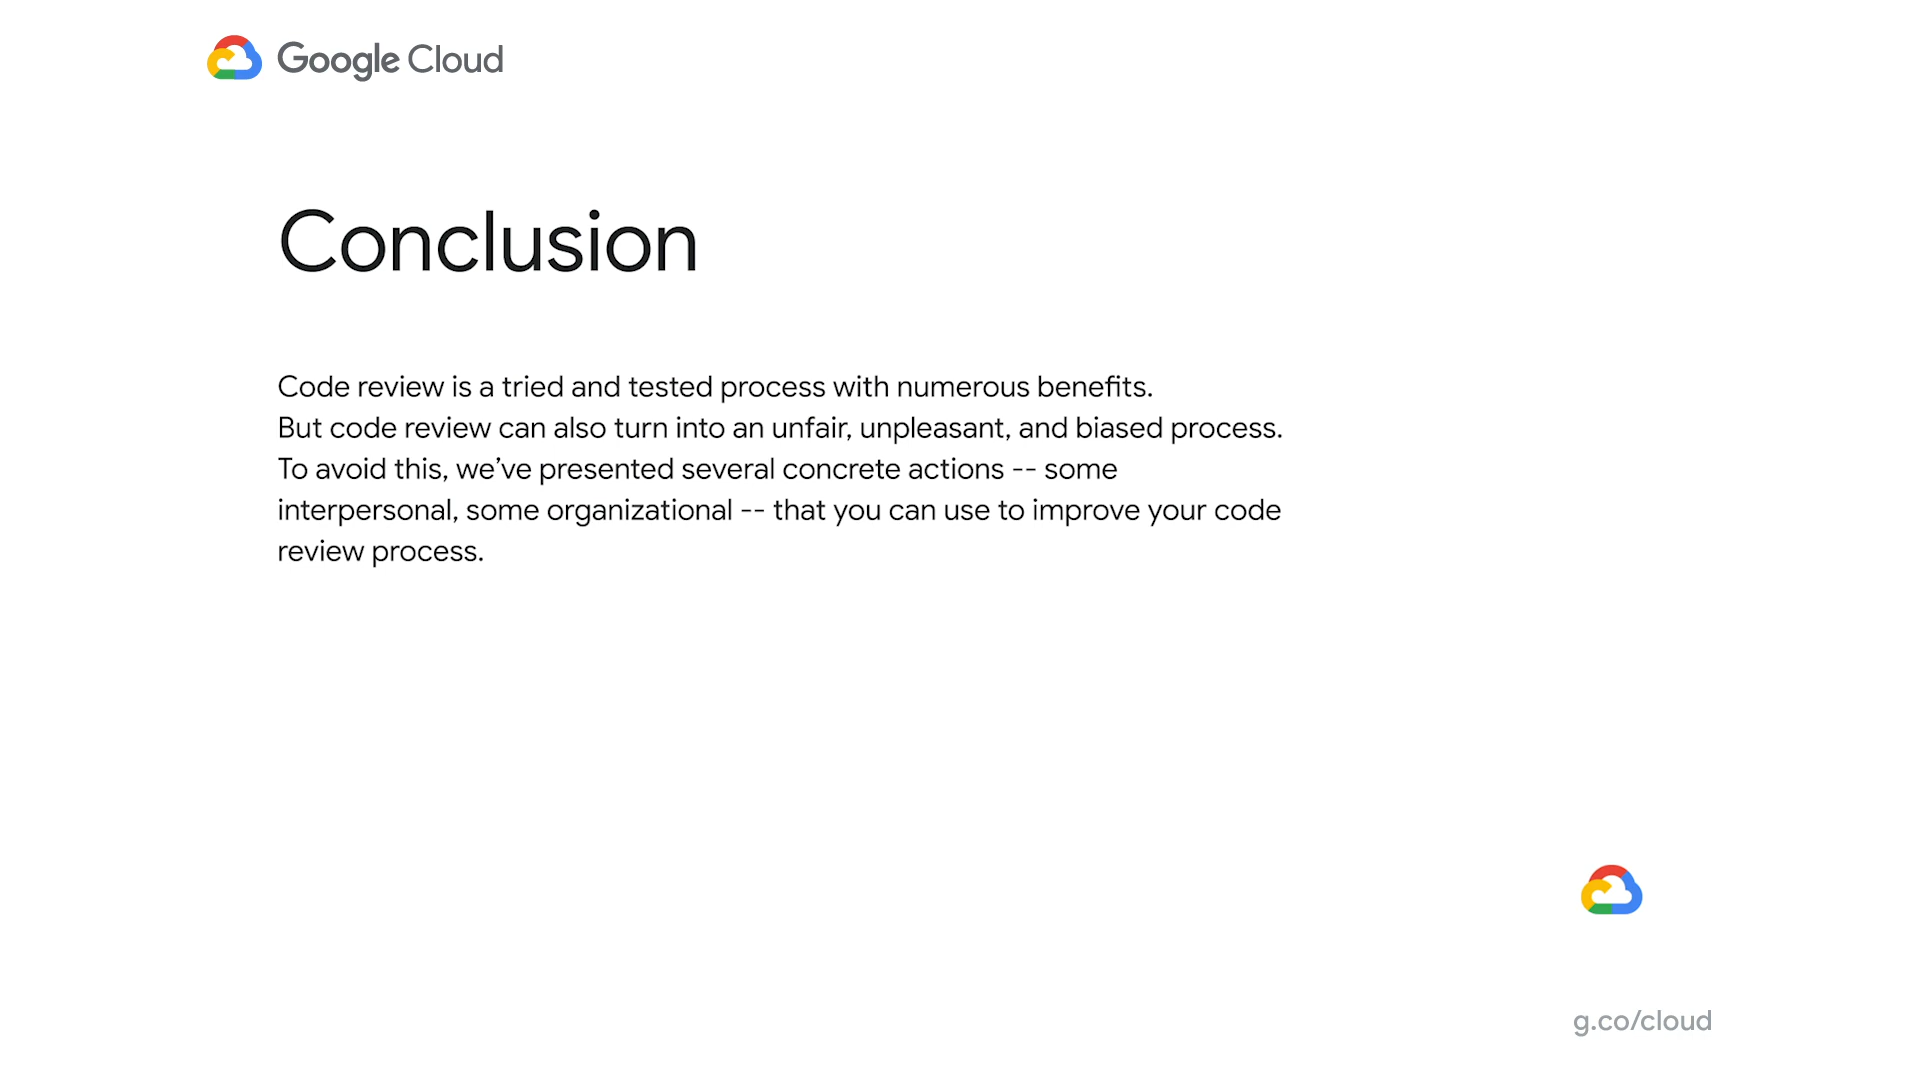 Google Cloud
Conclusion
Code review is a tried and tested process with numerous benefits.
But code review can also turn into an unfair, unpleasant, and biased process.
To avoid this, we’ve presented several concrete actions -- some
interpersonal, some organizational -- that you can use to improve your code
review process.
g.co/cloud